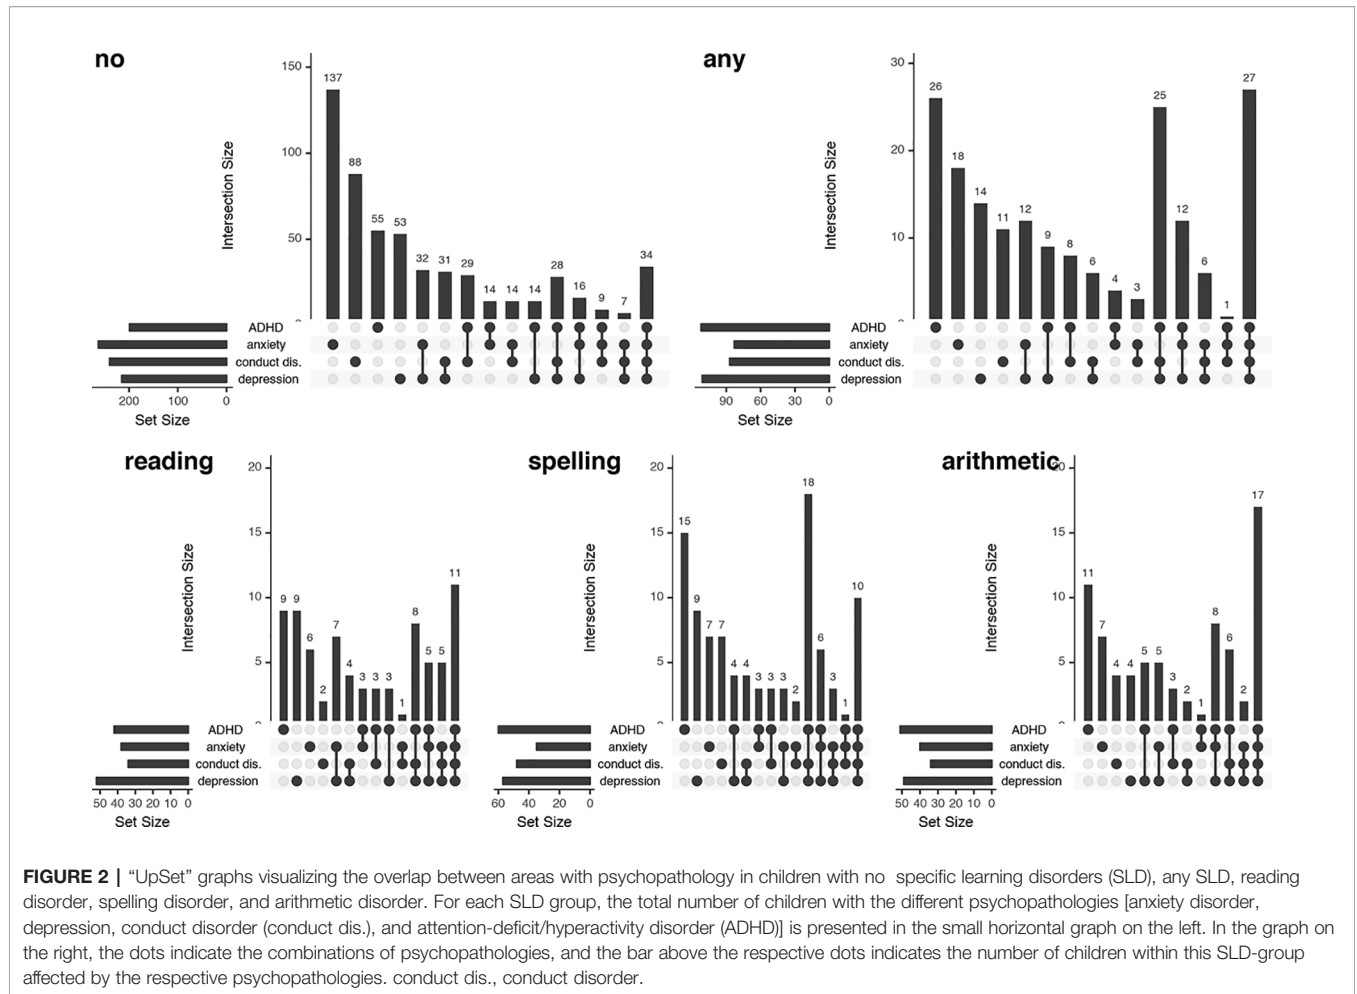 no
any
150
100
50
Intersection Size
137
88
55
53
32
31
29
14
14
14
28
16
9
7
34
ADHD
anxiety
conduct dis.
depression
200 100 0
Set Size
30
20
10
Intersection Size
26
18
14
11
12
9
8
6
4
3
25
12
6
1
27
ADHD
anxiety
conduct dis.
depression
90 60 30 0
Set Size
reading
20
15
10
5
Intersection Size
9 9 6 2 7 4 3 3 3 1 8 5 5 11
ADHD
anxiety
conduct dis.
depression
50 40 30 20 10 0
Set Size
spelling
20
15
10
5
Intersection Size
15 9 7 7 4 4 3 3 3 2 18 6 3 1 10
ADHD
anxiety
conduct dis.
depression
60 40 20 0
Set Size
arithmetic
20
15
10
5
Intersection Size
11 7 4 4 5 5 3 2 1 8 6 2 17
ADHD
anxiety
conduct dis.
depression
50 40 30 20 10 0
Set Size
FIGURE 2 | “UpSet” graphs visualizing the overlap between areas with psychopathology in children with no specific learning disorders (SLD), any SLD, reading
disorder, spelling disorder, and arithmetic disorder. For each SLD group, the total number of children with the different psychopathologies [anxiety disorder,
depression, conduct disorder (conduct dis.), and attention-deficit/hyperactivity disorder (ADHD)] is presented in the small horizontal graph on the left. In the graph on
the right, the dots indicate the combinations of psychopathologies, and the bar above the respective dots indicates the number of children within this SLD-group
affected by the respective psychopathologies. conduct dis., conduct disorder.